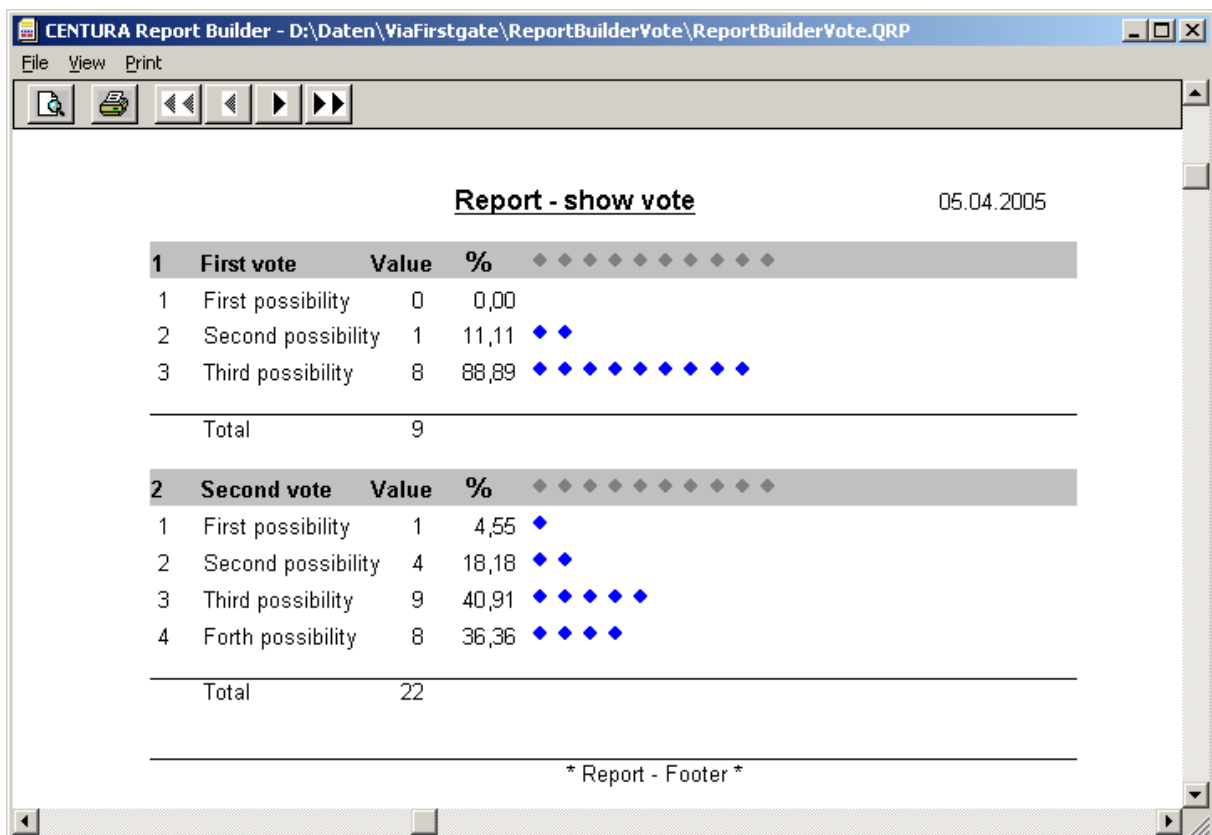 CENTURA Report Builder - D:\Daten\ViaFirstgate\ReportBuilderVote\ReportBuilderVote.QRP
File View Print
Report - show vote 05.04.2005
1 First vote Value %
1 First possibility 0 0,00
2 Second possibility 1 11,11
3 Third possibility 8 88,89
Total 9
2 Second vote Value %
1 First possibility 1 4,55
2 Second possibility 4 18,18
3 Third possibility 9 40,91
4 Forth possibility 8 36,36
Total 22
* Report - Footer *